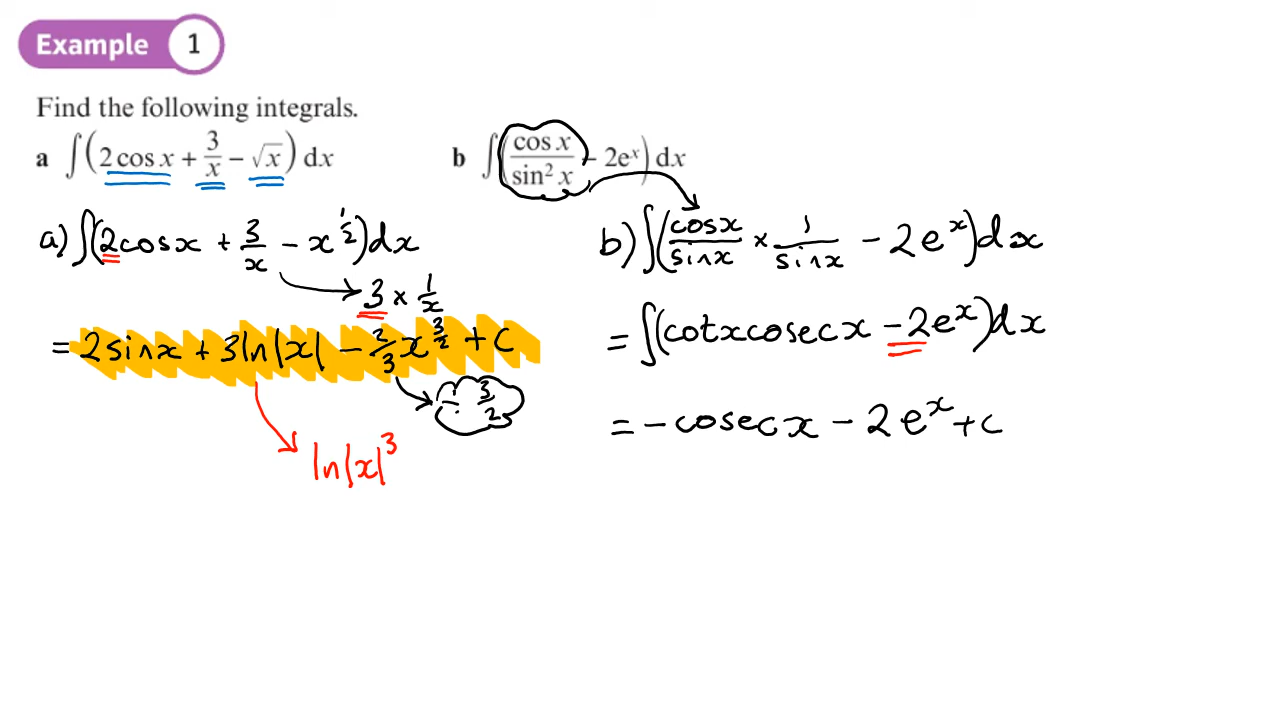 Example 1
Find the following integrals.
a ∫(2 cos x + 3/x − √x) dx
b ∫(cos x/sin² x − 2eˣ) dx
a) ∫(2cosx + 3/x − x^{1/2})dx
3 × 1/x
= 2sinx + 3ln|x| − 2/3 x^{3/2} + c
÷ 3/2
ln|x|³
b) ∫(cosx/sinx × 1/sinx − 2eˣ)dx
= ∫(cotxcosecx − 2eˣ)dx
= −cosecx − 2eˣ + c